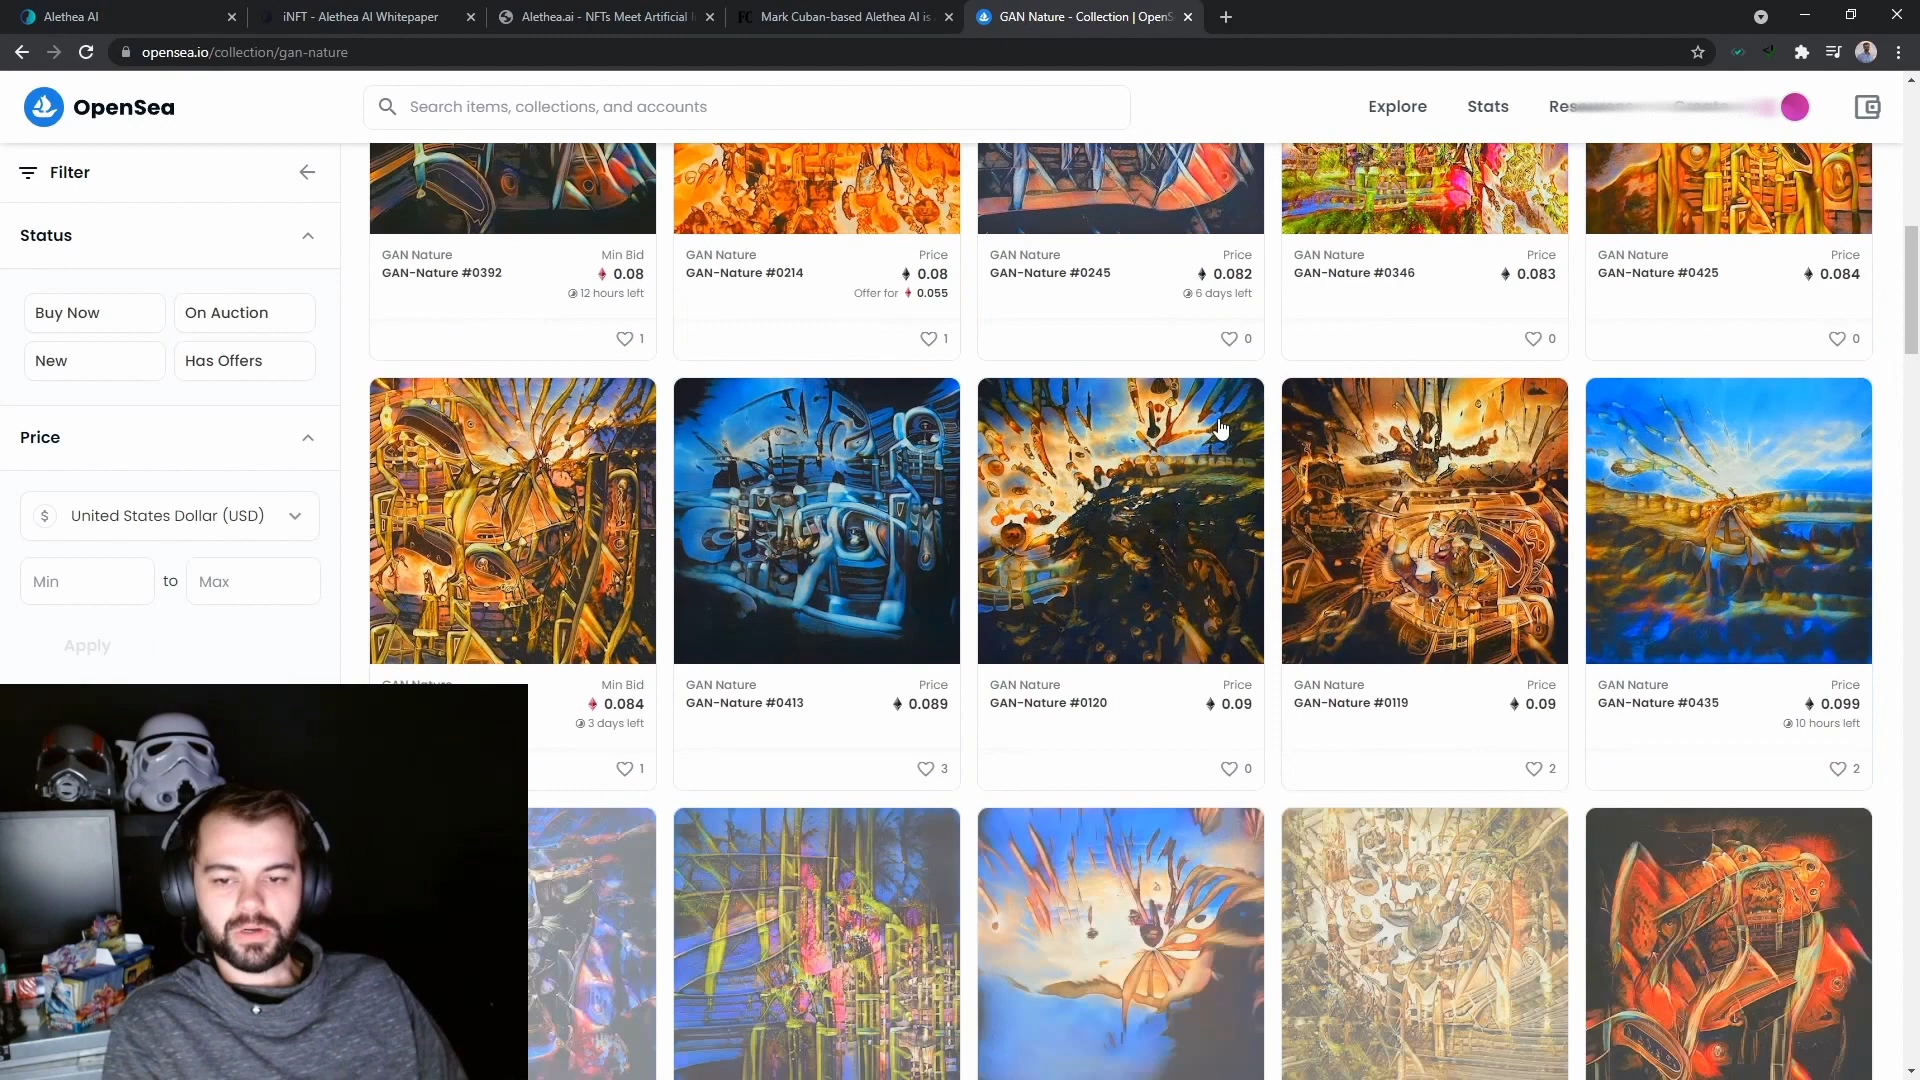 Alethea AI
iNFT - Alethea AI Whitepaper
Alethea.ai - NFTs Meet Artificial
Mark Cuban-based Alethea AI is
GAN Nature - Collection | OpenS
opensea.io/collection/gan-nature
OpenSea
Search items, collections, and accounts
Explore
Stats
Filter
Status
Buy Now
On Auction
New
Has Offers
Price
$ United States Dollar (USD)
Min to Max
Apply
GAN Nature Min Bid
GAN-Nature #0392 0.08
12 hours left
1
GAN Nature Price
GAN-Nature #0214 0.08
Offer for 0.055
1
GAN Nature Price
GAN-Nature #0245 0.082
6 days left
0
GAN Nature Price
GAN-Nature #0346 0.083
0
GAN Nature Price
GAN-Nature #0425 0.084
0
GAN Nature Min Bid
0.084
3 days left
1
GAN Nature Price
GAN-Nature #0413 0.089
3
GAN Nature Price
GAN-Nature #0120 0.09
0
GAN Nature Price
GAN-Nature #0119 0.09
2
GAN Nature Price
GAN-Nature #0435 0.099
10 hours left
2